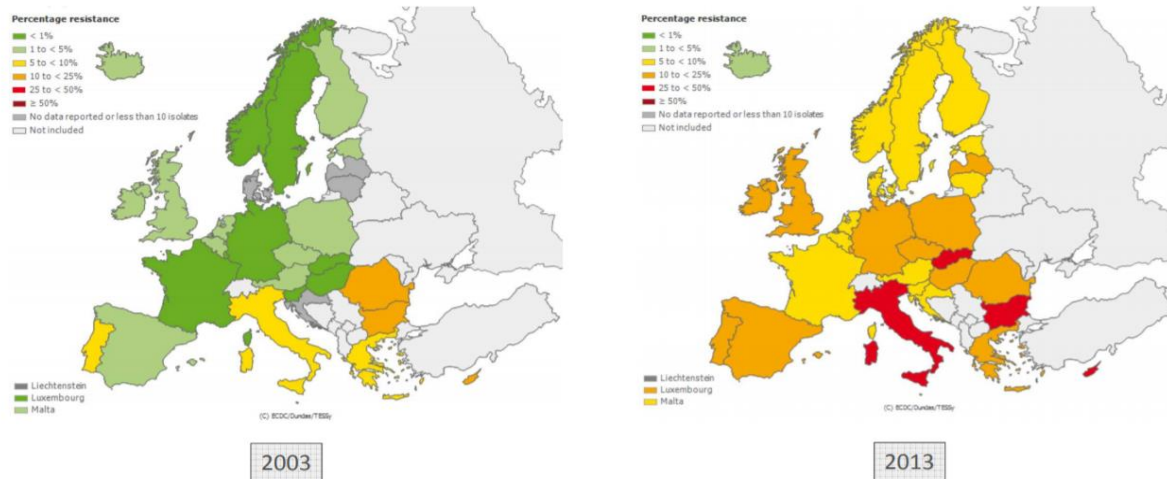 Percentage resistance
< 1%
1 to < 5%
5 to < 10%
10 to < 25%
25 to < 50%
≥ 50%
No data reported or less than 10 isolates
Not included
Liechtenstein
Luxembourg
Malta
(C) ECDC/Dundee/TESSy
2003
Percentage resistance
< 1%
1 to < 5%
5 to < 10%
10 to < 25%
25 to < 50%
≥ 50%
No data reported or less than 10 isolates
Not included
Liechtenstein
Luxembourg
Malta
(C) ECDC/Dundee/TESSy
2013